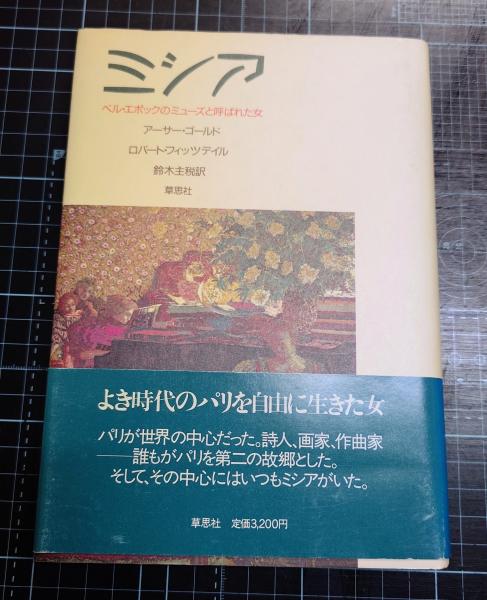 ミシア
ベル・エポックのミューズと呼ばれた女
アーサー・ゴールド
ロバート・フィッツデイル
鈴木主税訳
草思社
よき時代のパリを自由に生きた女
パリが世界の中心だった。詩人、画家、作曲家
——誰もがパリを第二の故郷とした。
そして、その中心にはいつもミシアがいた。
草思社 定価3,200円